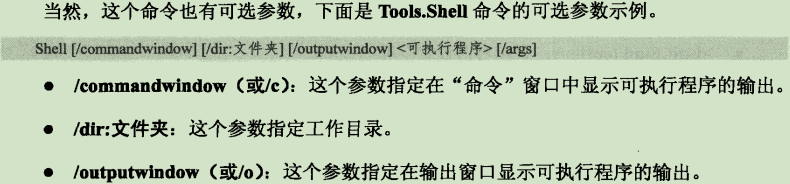 当然，这个命令也有可选参数，下面是 Tools.Shell 命令的可选参数示例。
Shell [/commandwindow] [/dir:文件夹] [/outputwindow] <可执行程序> [/args]
● /commandwindow（或/c）：这个参数指定在“命令”窗口中显示可执行程序的输出。
● /dir:文件夹：这个参数指定工作目录。
● /outputwindow（或/o）：这个参数指定在输出窗口显示可执行程序的输出。